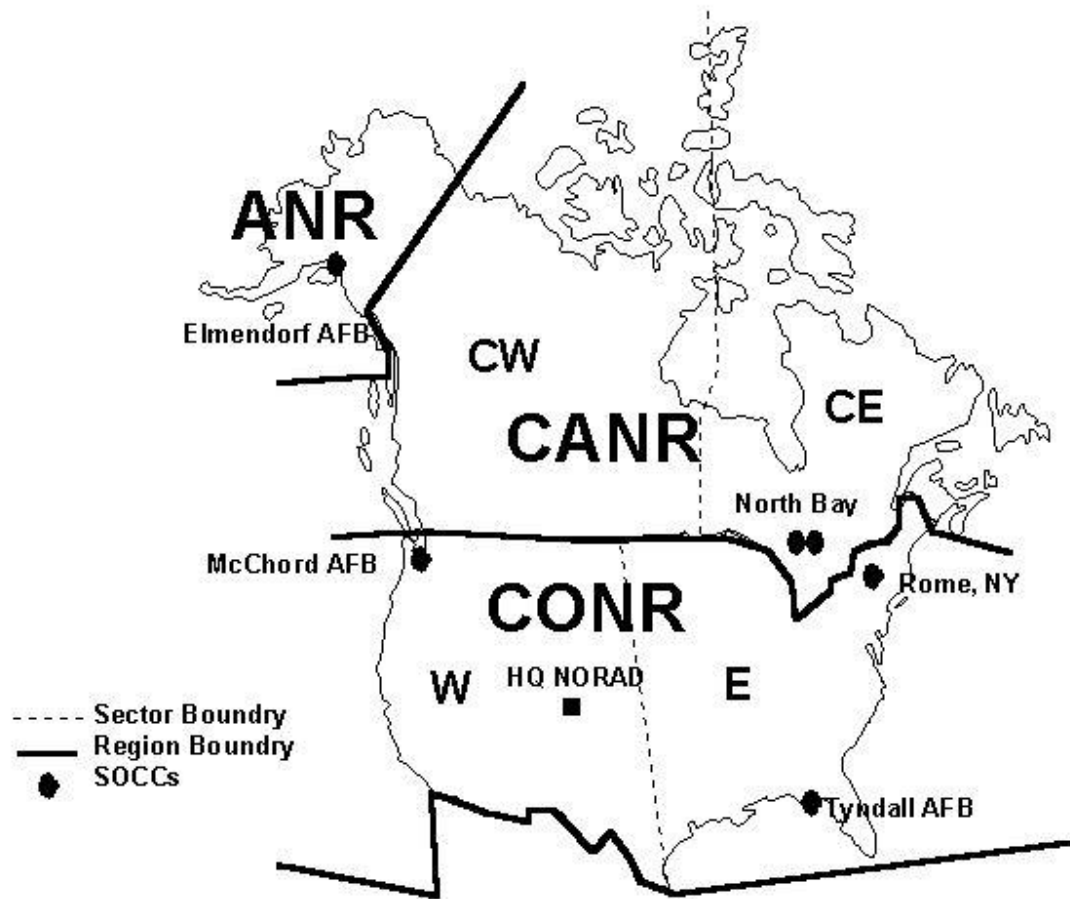 ANR
Elmendorf AFB
CW
CE
CANR
North Bay
McChord AFB
Rome, NY
CONR
W
HQ NORAD
E
Sector Boundry
Region Boundry
SOCCs
Tyndall AFB